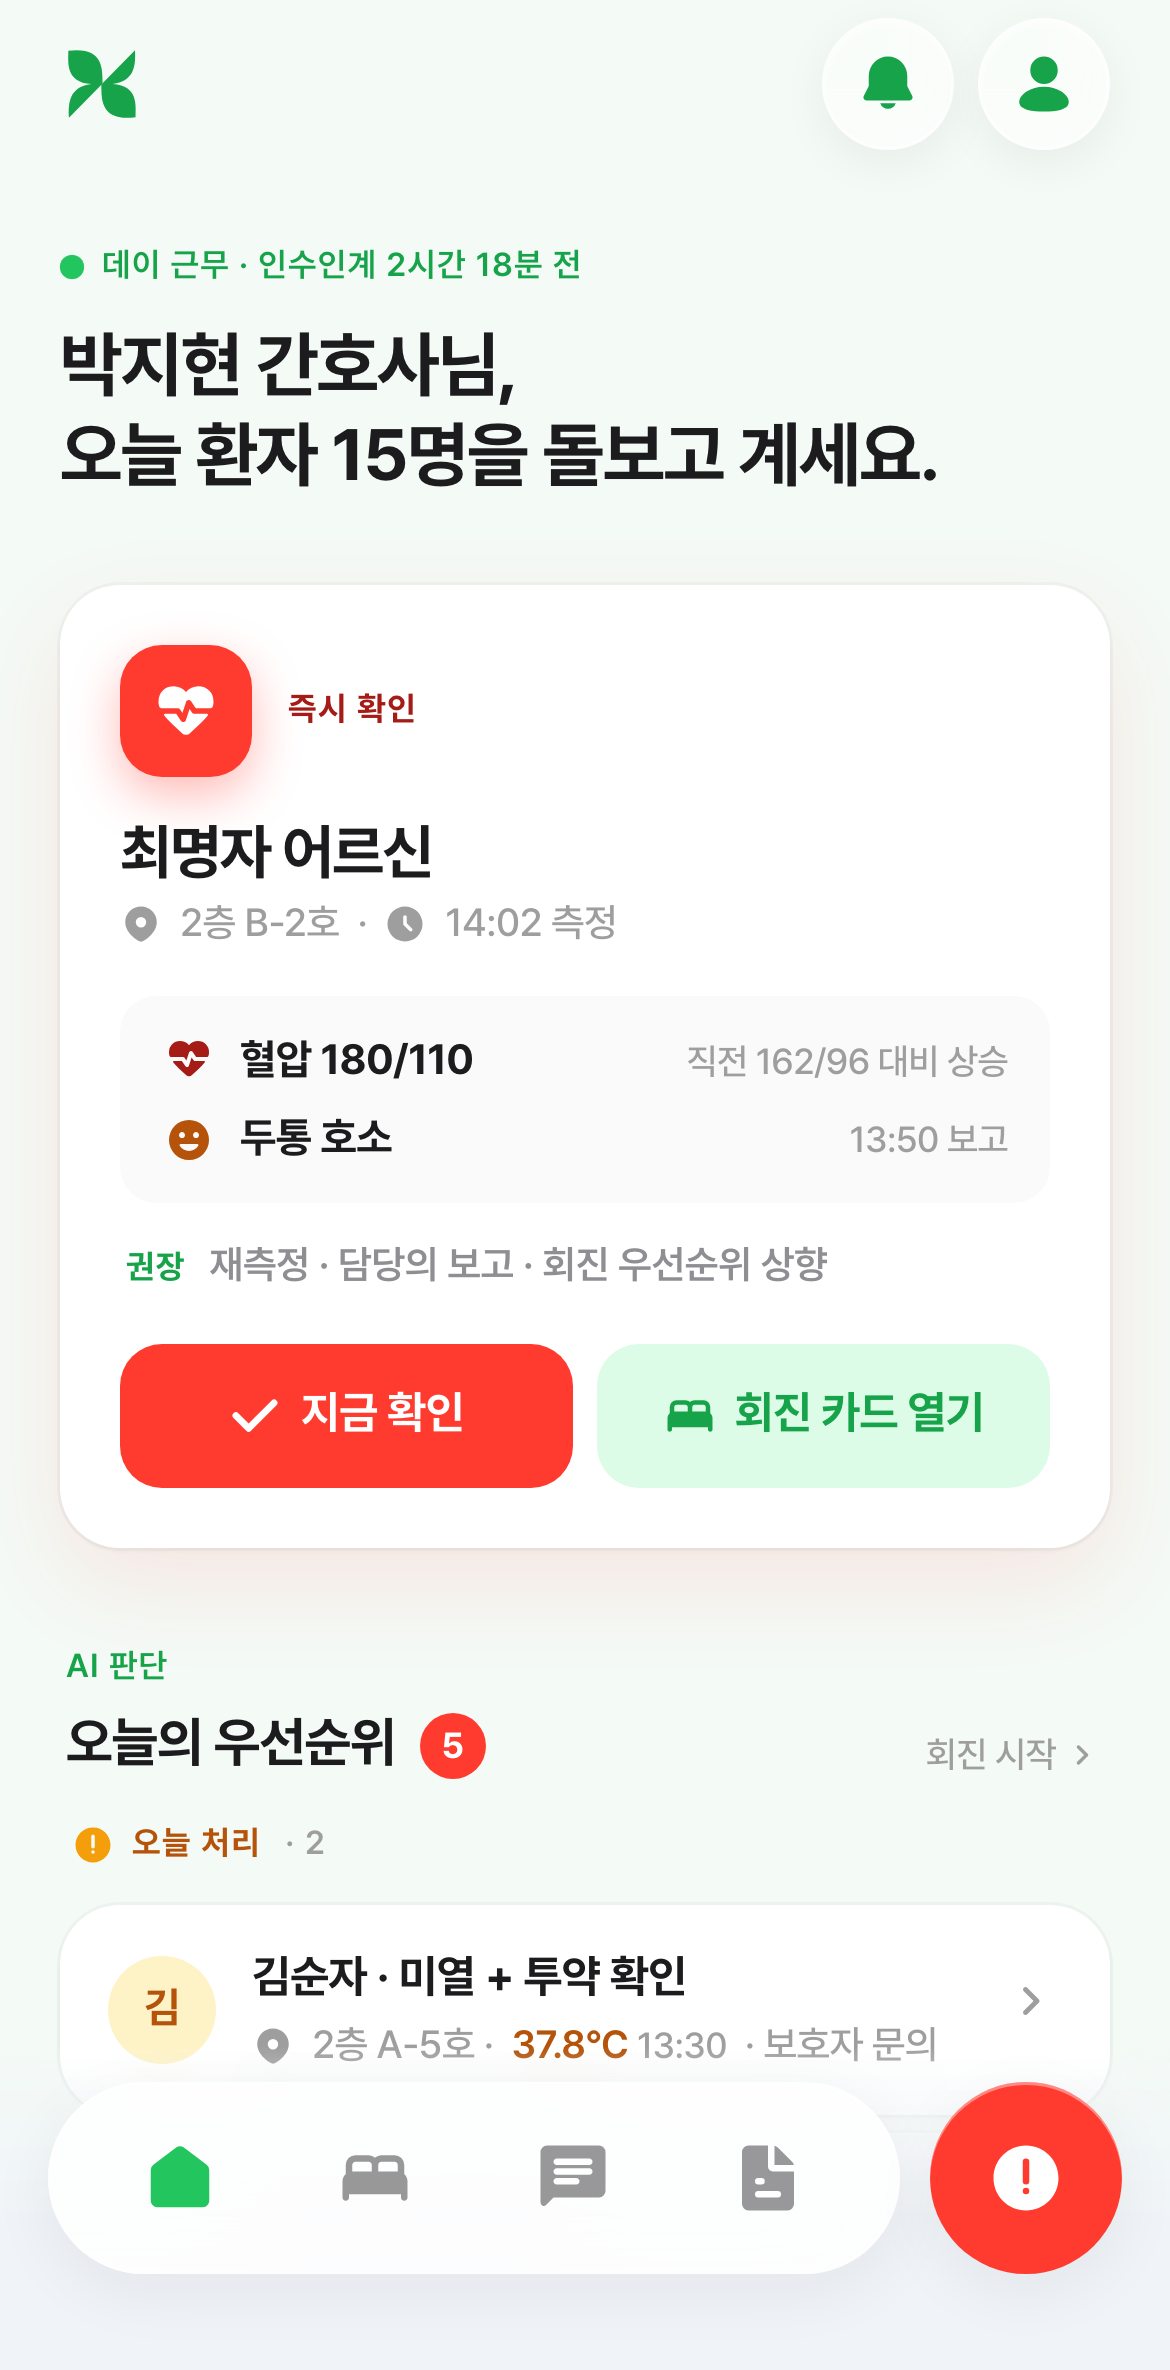 데이 근무 · 인수인계 2시간 18분 전
박지현 간호사님,
오늘 환자 15명을 돌보고 계세요.
즉시 확인
최명자 어르신
2층 B-2호 · 14:02 측정
혈압 180/110 직전 162/96 대비 상승
두통 호소 13:50 보고
권장 재측정 · 담당의 보고 · 회진 우선순위 상향
지금 확인 회진 카드 열기
AI 판단
오늘의 우선순위 5 회진 시작
오늘 처리 · 2
김 김순자 · 미열 + 투약 확인
2층 A-5호 · 37.8°C 13:30 · 보호자 문의